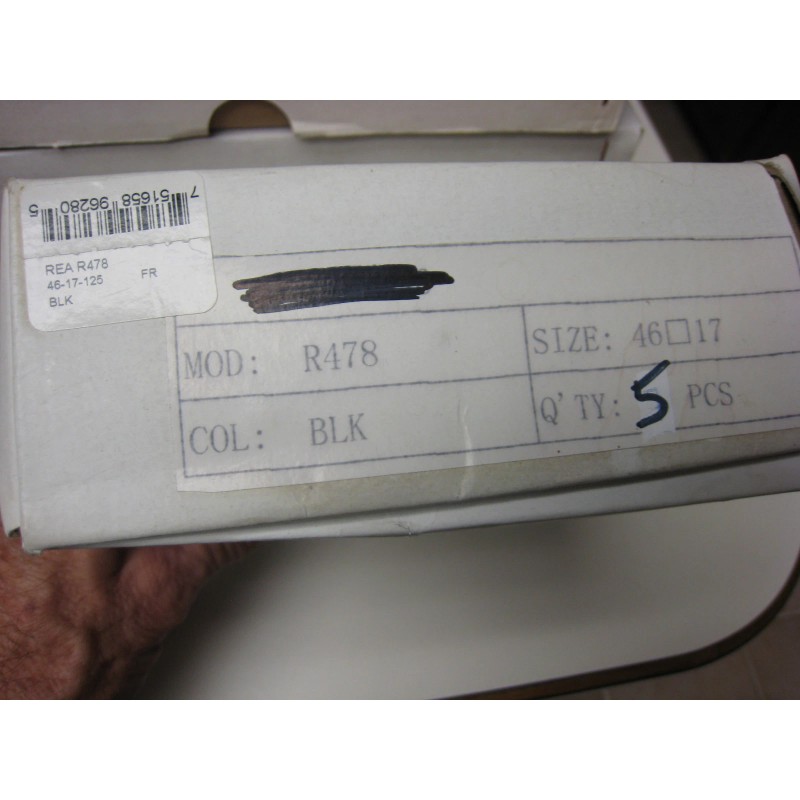 7 51658 96280 5
REA R478
46-17-125 FR
BLK
MOD: R478
SIZE: 46□17
COL: BLK
Q'TY: 5 PCS